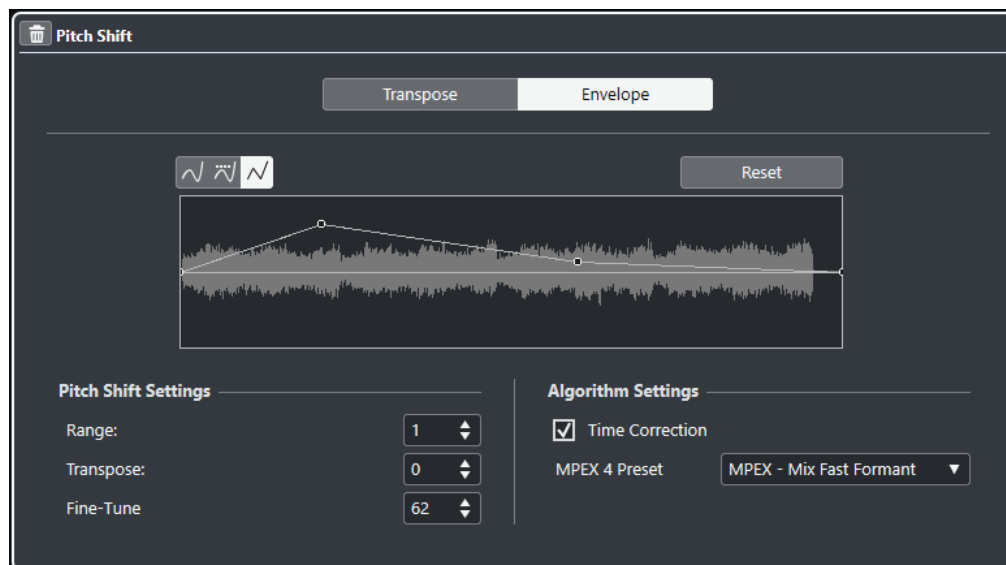 Pitch Shift
Transpose Envelope
Reset
Pitch Shift Settings
Range: 1
Transpose: 0
Fine-Tune 62
Algorithm Settings
Time Correction
MPEX 4 Preset MPEX - Mix Fast Formant